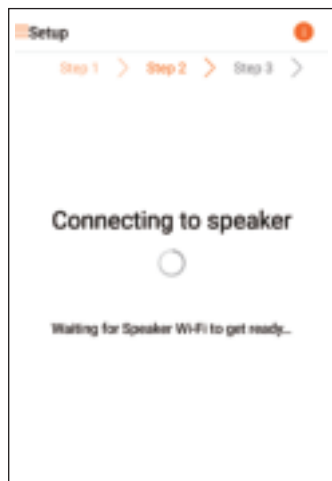 Setup
Step 1 Step 2 Step 3
Connecting to speaker
Waiting for Speaker Wi-Fi to get ready...